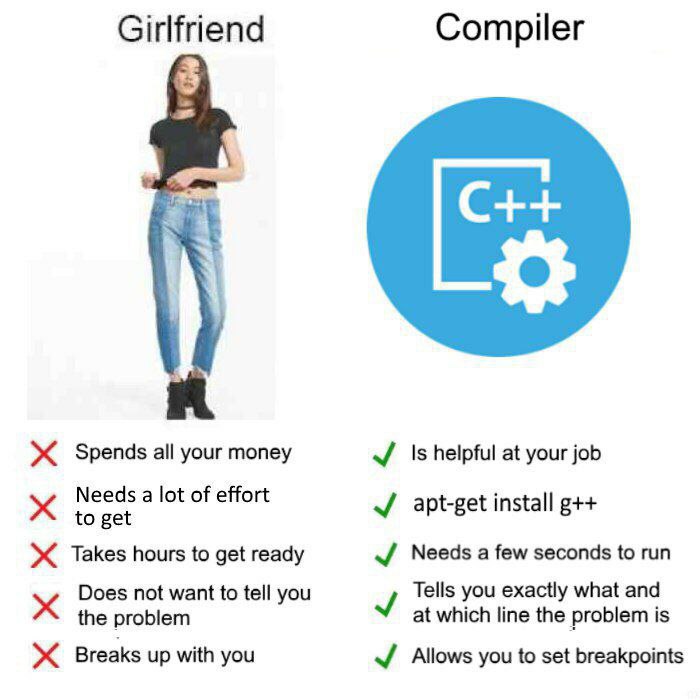 Girlfriend
Compiler
C++
Spends all your money
Needs a lot of effort
to get
Takes hours to get ready
Does not want to tell you
the problem
Breaks up with you
Is helpful at your job
apt-get install g++
Needs a few seconds to run
Tells you exactly what and
at which line the problem is
Allows you to set breakpoints